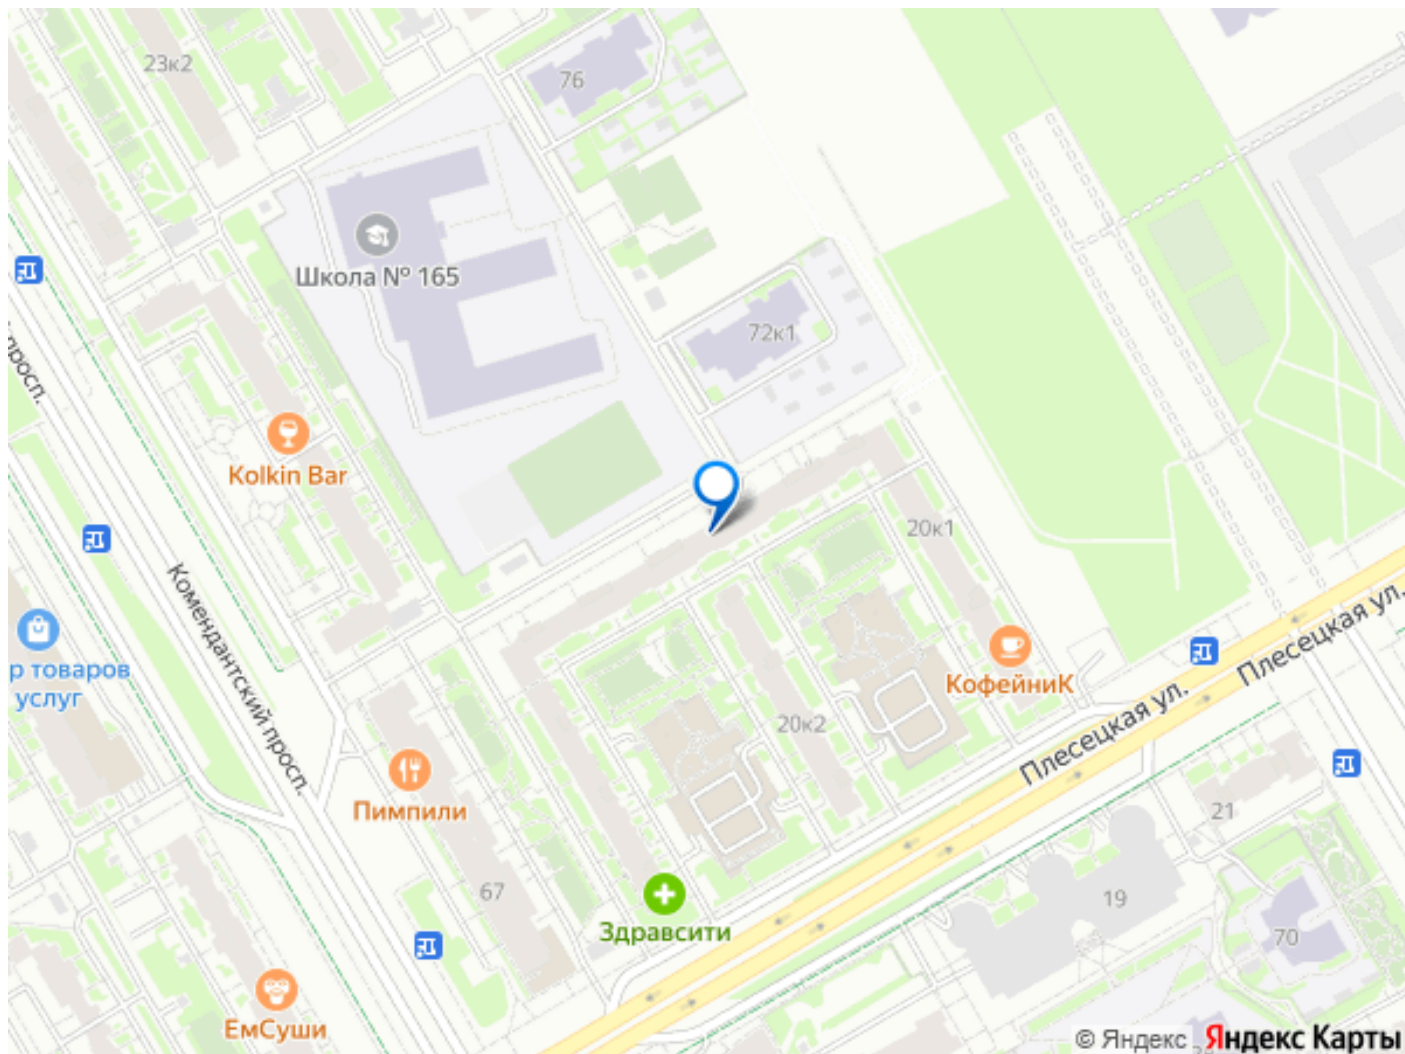 23к2
76
Школа № 165
72к1
просп.
Kolkin Bar
20к1
Комендантский просп.
р товаров
услуг
КофейниК
Плесецкая ул.
Плесецкая ул.
20к2
Пимпили
21
67
19
Здравсити
70
ЕмСуши
© Яндекс Яндекс Карты